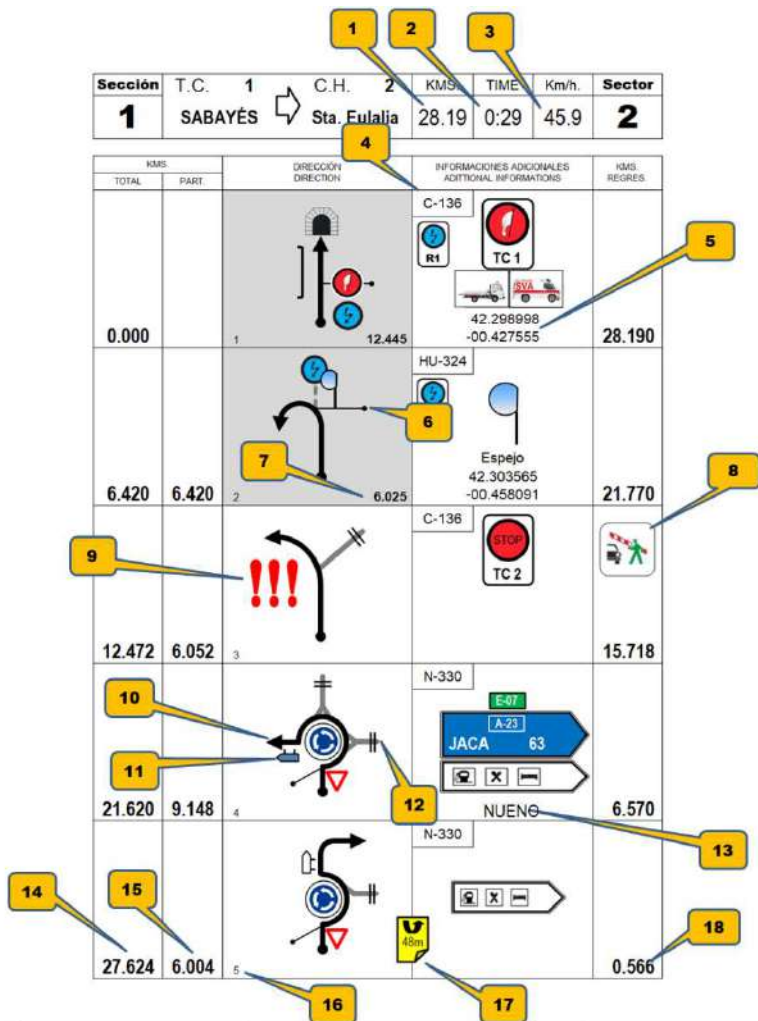 1 2 3
Sección T.C. 1 C.H. 2 KMS. TIME Km/h. Sector
1 SABAYÉS Sta. Eulalia 28.19 0:29 45.9 2
4
KMS. DIRECCIÓN INFORMACIONES ADICIONALES KMS.
TOTAL PART. DIRECTION ADITTIONAL INFORMATIONS REGRES.
C-136
R1 TC 1
5
SVA
42.298998
-00.427555
0.000 1 12.445 28.190
HU-324
6
Espejo
7
42.303565
8
-00.458091
6.420 6.420 2 6.025 21.770
C-136
STOP
9
TC 2
12.472 6.052 3 15.718
N-330
10
E-07
A-23
JACA 63
11 12
21.620 9.148 4 NUENO 6.570
13
N-330
14 15
48m
18
27.624 6.004 5 0.566
16 17